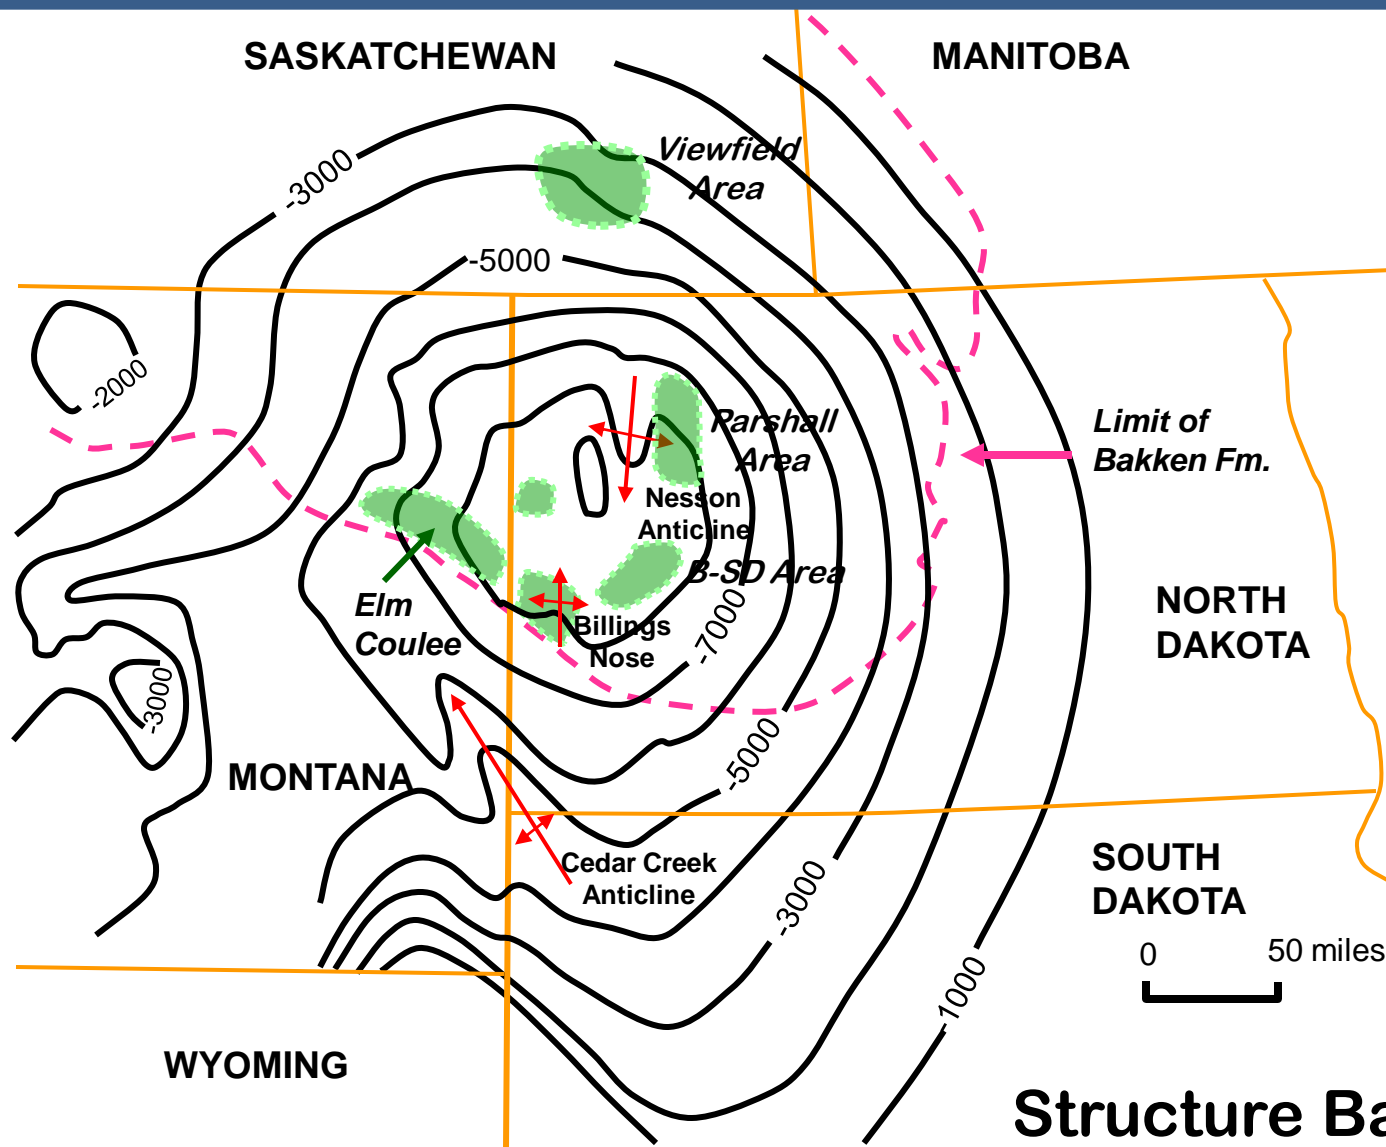 SASKATCHEWAN
MANITOBA
Viewfield
Area
-3000
-5000
-2000
Parshall
Area
Limit of
Bakken Fm.
Nesson
Anticline
B-SD Area
Elm
Coulee
Billings
Nose
-7000
NORTH
DAKOTA
-3000
-5000
MONTANA
Cedar Creek
Anticline
-3000
SOUTH
DAKOTA
0 50 miles
-1000
WYOMING
Structure Ba